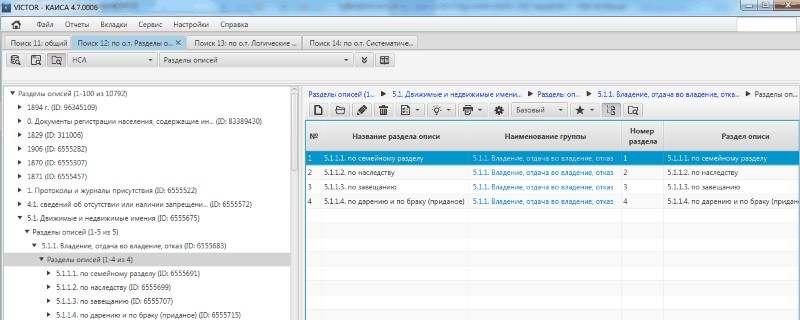 VICTOR - КАИСА 4.7.0006
Файл Отчеты Вкладки Сервис Настройки Справка
Поиск 11: общий Поиск 12: по о.т. Разделы о... × Поиск 13: по о.т. Логические ... Поиск 14: по о.т. Систематиче...
НСА Разделы описей
Разделы описей (1-100 из 10792)
1894 г. (ID: 96345109)
0. Документы регистрации населения, содержащие ин... (ID: 83389430)
1829 (ID: 311006)
1906 (ID: 6555282)
1870 (ID: 6555307)
1871 (ID: 6555457)
1. Протоколы и журналы присутствия (ID: 6555522)
4.1. сведений об отсутствии или наличии запрещени... (ID: 6555572)
5.1. Движимые и недвижимые имения (ID: 6555675)
Разделы описей (1-5 из 5)
5.1.1. Владение, отдача во владение, отказ (ID: 6555683)
Разделы описей (1-4 из 4)
5.1.1.1. по семейному разделу (ID: 6555691)
5.1.1.2. по наследству (ID: 6555699)
5.1.1.3. по завещанию (ID: 6555707)
5.1.1.4. по дарению и по браку (приданое) (ID: 6555715)
Разделы описей (1... 5.1. Движимые и недвижимые имени... Разделы оп... 5.1.1. Владение, отдача во владение, отка... Разделы оп...
Базовый
№ Название раздела описи Наименование группы Номер раздела Раздел описи
1 5.1.1.1. по семейному разделу 5.1.1. Владение, отдача во владение, отказ 1 5.1.1.1. по семейному разделу
2 5.1.1.2. по наследству 5.1.1. Владение, отдача во владение, отказ 2 5.1.1.2. по наследству
3 5.1.1.3. по завещанию 5.1.1. Владение, отдача во владение, отказ 3 5.1.1.3. по завещанию
4 5.1.1.4. по дарению и по браку (приданое) 5.1.1. Владение, отдача во владение, отказ 4 5.1.1.4. по дарению и по браку (приданое)